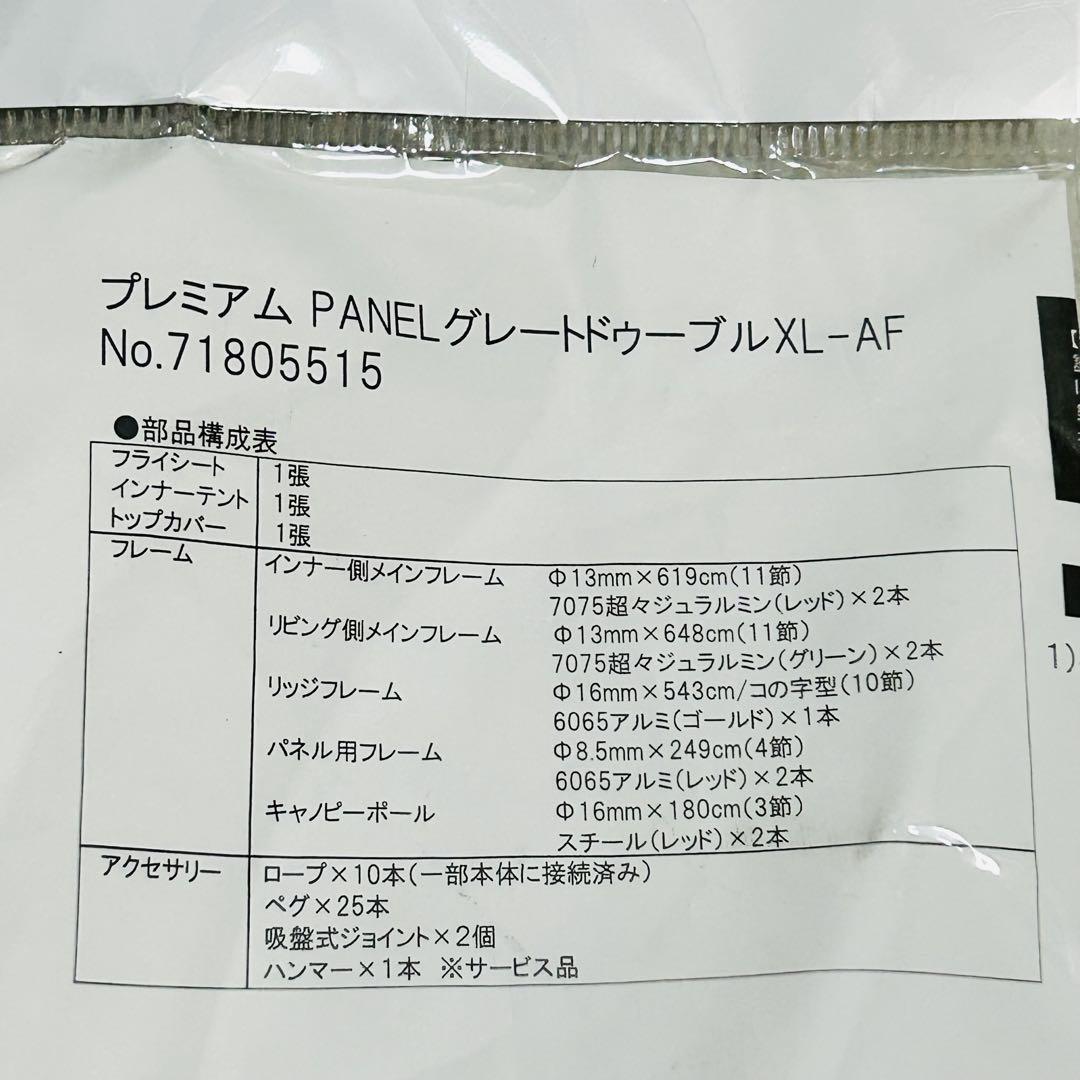 プレミアム PANELグレートドゥーブルXL-AF
No.71805515
●部品構成表
フライシート 1張
インナーテント 1張
トップカバー 1張
フレーム インナー側メインフレーム Φ13mm×619cm(11節)
7075超々ジュラルミン(レッド)×2本
リビング側メインフレーム Φ13mm×648cm(11節)
7075超々ジュラルミン(グリーン)×2本
リッジフレーム Φ16mm×543cm/コの字型(10節)
6065アルミ(ゴールド)×1本
パネル用フレーム Φ8.5mm×249cm(4節)
6065アルミ(レッド)×2本
キャノピーポール Φ16mm×180cm(3節)
スチール(レッド)×2本
アクセサリー ロープ×10本(一部本体に接続済み)
ペグ×25本
吸盤式ジョイント×2個
ハンマー×1本 ※サービス品
1)